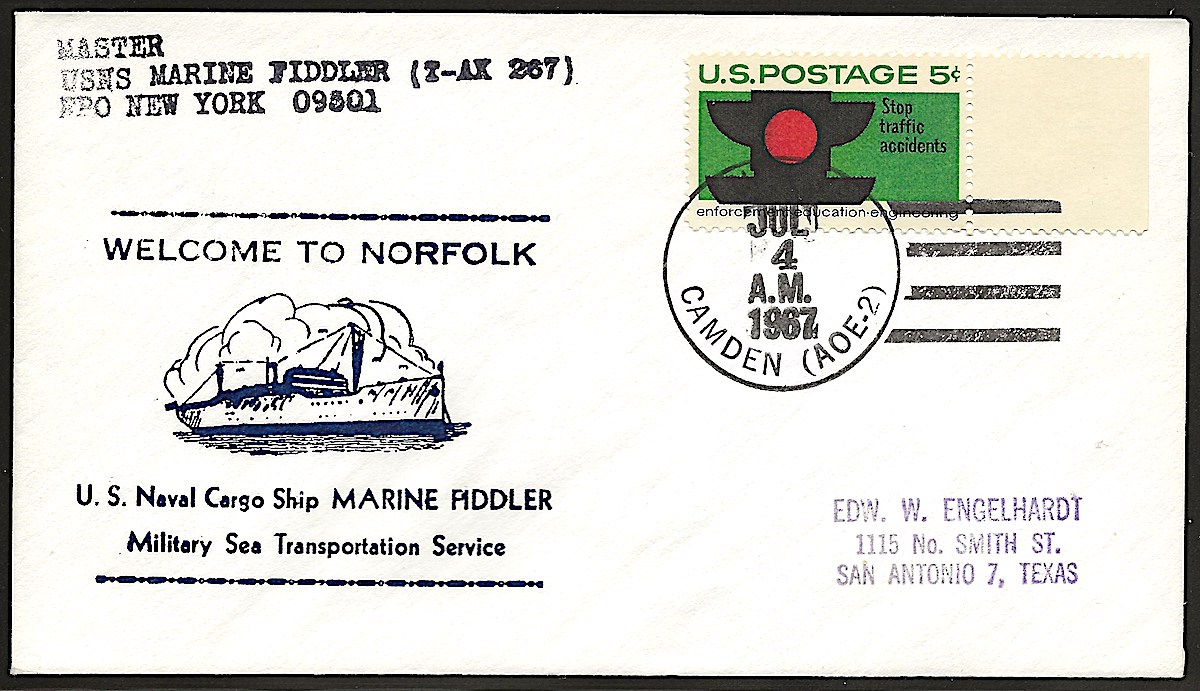 MASTER
USNS MARINE FIDDLER (T-AK 267)
FPO NEW YORK 09501
U.S.POSTAGE 5¢
Stop
traffic
accidents
enforcement·education·engineering
JUL
4
A.M.
1967
CAMDEN (AOE-2)
WELCOME TO NORFOLK
U. S. Naval Cargo Ship MARINE FIDDLER
Military Sea Transportation Service
EDW. W. ENGELHARDT
1115 No. SMITH ST.
SAN ANTONIO 7, TEXAS